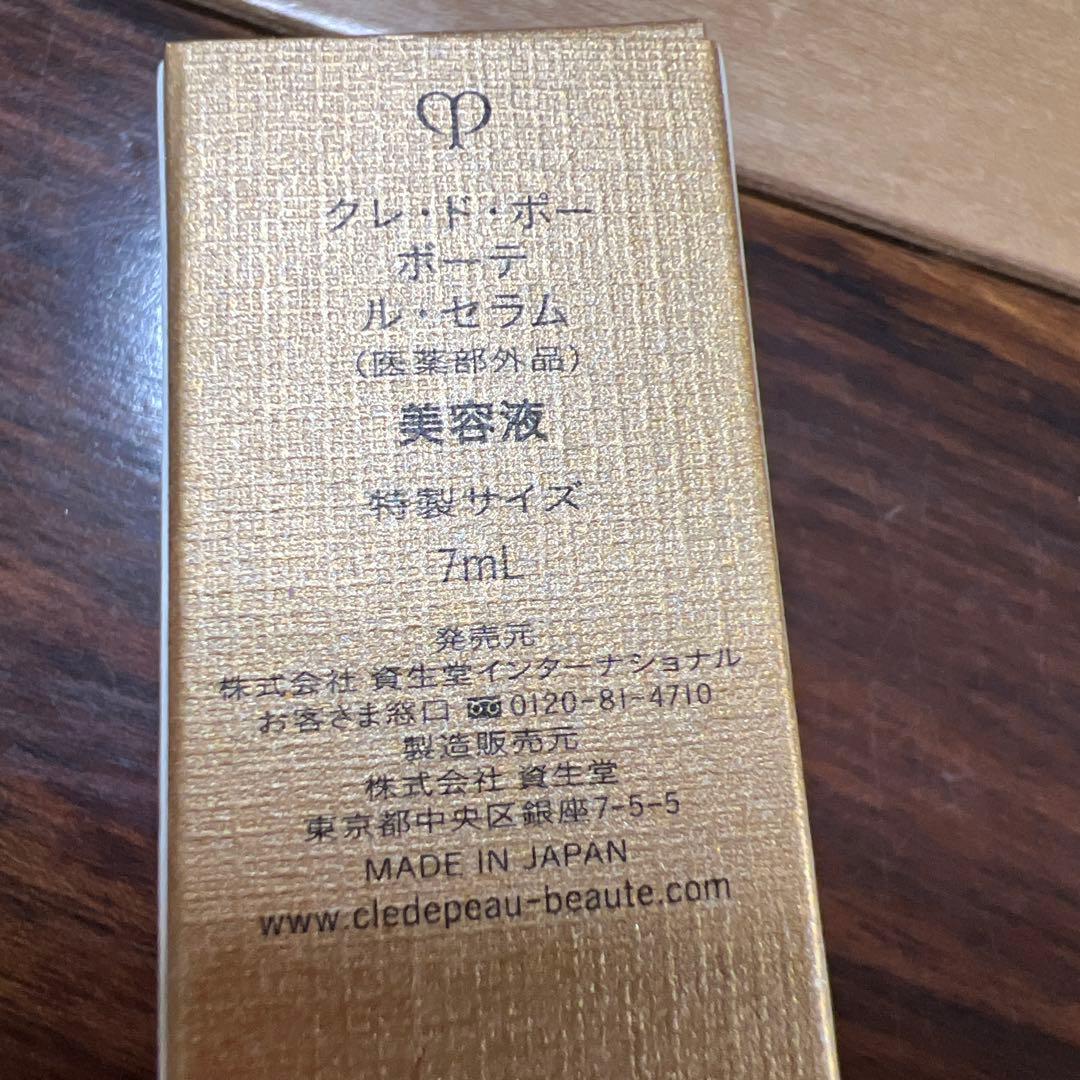 クレ・ド・ポー
ボーテ
ル・セラム
(医薬部外品)
美容液
特製サイズ
7mL
発売元
株式会社 資生堂インターナショナル
お客さま窓口 0120-81-4710
製造販売元
株式会社 資生堂
東京都中央区銀座7-5-5
MADE IN JAPAN
www.cledepeau-beaute.com